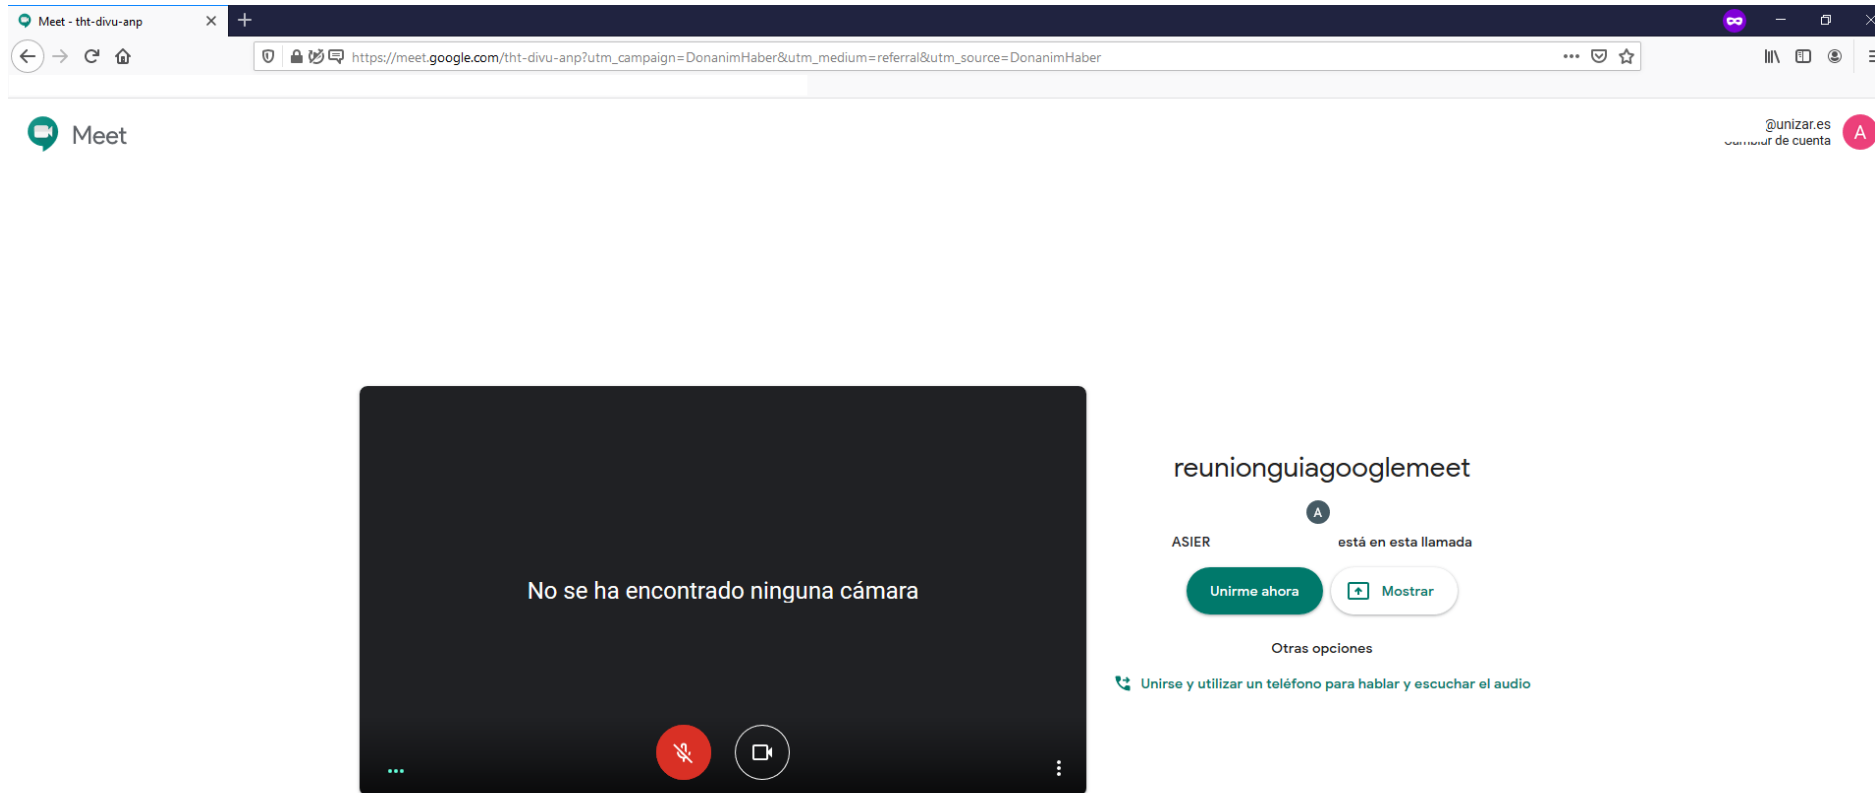 Meet - tht-divu-anp
https://meet.google.com/tht-divu-anp?utm_campaign=DonanimHaber&utm_medium=referral&utm_source=DonanimHaber
Meet
@unizar.es
de cuenta
A
No se ha encontrado ninguna cámara
reunionguiagooglemeet
A
ASIER está en esta llamada
Unirme ahora
Mostrar
Otras opciones
Unirse y utilizar un teléfono para hablar y escuchar el audio